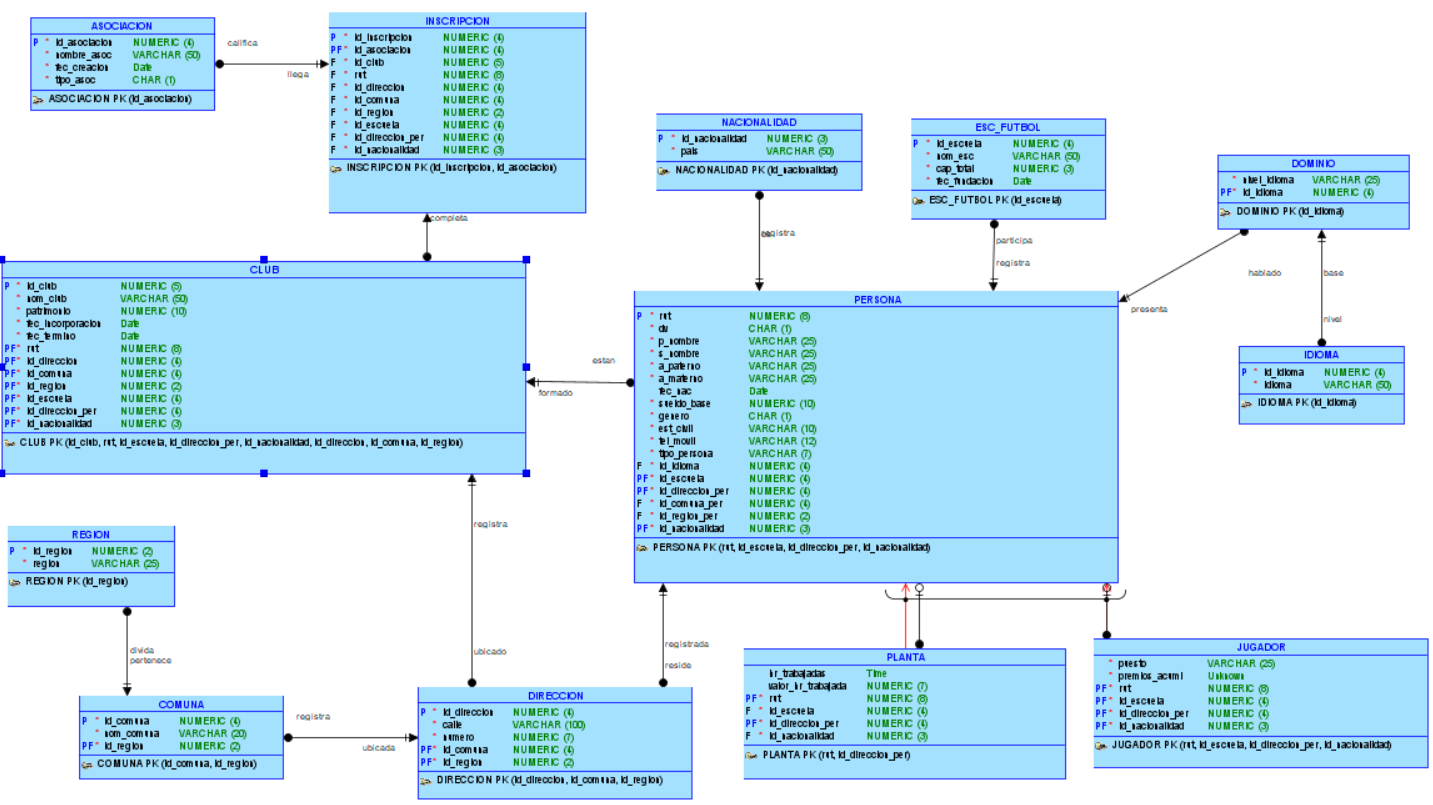 ASOCIACION
P * id_asociacion NUMERIC (4)
* nombre_asoc VARCHAR (50)
* fec_creacion Date
* tipo_asoc CHAR (1)
ASOCIACION PK (id_asociacion)
califica
llega
INSCRIPCION
P * id_inscripcion NUMERIC (4)
PF* id_asociacion NUMERIC (4)
F * id_club NUMERIC (5)
F * rut NUMERIC (8)
F * id_direccion NUMERIC (4)
F * id_comuna NUMERIC (4)
F * id_region NUMERIC (2)
F * id_escuela NUMERIC (4)
F * id_direccion_per NUMERIC (4)
F * id_nacionalidad NUMERIC (3)
INSCRIPCION PK (id_inscripcion, id_asociacion)
completa
NACIONALIDAD
P * id_nacionalidad NUMERIC (3)
* pais VARCHAR (50)
NACIONALIDAD PK (id_nacionalidad)
registra
ESC_FUTBOL
P * id_escuela NUMERIC (4)
* nom_esc VARCHAR (50)
* cap_total NUMERIC (3)
* fec_fundacion Date
ESC_FUTBOL PK (id_escuela)
participa
registra
DOMINIO
* nivel_idioma VARCHAR (25)
PF* id_idioma NUMERIC (4)
DOMINIO PK (id_idioma)
hablado
presenta
base
nivel
IDIOMA
P * id_idioma NUMERIC (4)
* idioma VARCHAR (50)
IDIOMA PK (id_idioma)
CLUB
P * id_club NUMERIC (5)
* nom_club VARCHAR (50)
* patrimonio NUMERIC (10)
* fec_incorporacion Date
* fec_termino Date
PF* rut NUMERIC (8)
PF* id_direccion NUMERIC (4)
PF* id_comuna NUMERIC (4)
PF* id_region NUMERIC (2)
PF* id_escuela NUMERIC (4)
PF* id_direccion_per NUMERIC (4)
PF* id_nacionalidad NUMERIC (3)
CLUB PK (id_club, rut, id_escuela, id_direccion_per, id_nacionalidad, id_direccion, id_comuna, id_region)
estan
formado
PERSONA
P * rut NUMERIC (8)
* dv CHAR (1)
* p_nombre VARCHAR (25)
* s_nombre VARCHAR (25)
* a_paterno VARCHAR (25)
* a_materno VARCHAR (25)
fec_nac Date
* sueldo_base NUMERIC (10)
* genero CHAR (1)
* est_civil VARCHAR (10)
* tel_movil VARCHAR (12)
* tipo_persona VARCHAR (7)
F * id_idioma NUMERIC (4)
PF* id_escuela NUMERIC (4)
PF* id_direccion_per NUMERIC (4)
F * id_comuna_per NUMERIC (4)
F * id_region_per NUMERIC (2)
PF* id_nacionalidad NUMERIC (3)
PERSONA PK (rut, id_escuela, id_direccion_per, id_nacionalidad)
REGION
P * id_region NUMERIC (2)
* region VARCHAR (25)
REGION PK (id_region)
divida
pertenece
COMUNA
P * id_comuna NUMERIC (4)
* nom_comuna VARCHAR (20)
PF* id_region NUMERIC (2)
COMUNA PK (id_comuna, id_region)
registra
ubicada
registra
ubicado
DIRECCION
P * id_direccion NUMERIC (4)
* calle VARCHAR (100)
* numero NUMERIC (7)
PF* id_comuna NUMERIC (4)
PF* id_region NUMERIC (2)
DIRECCION PK (id_direccion, id_comuna, id_region)
registrada
reside
PLANTA
hr_trabajadas Time
valor_hr_trabajada NUMERIC (7)
PF* rut NUMERIC (8)
F * id_escuela NUMERIC (4)
PF* id_direccion_per NUMERIC (4)
F * id_nacionalidad NUMERIC (3)
PLANTA PK (rut, id_direccion_per)
JUGADOR
* puesto VARCHAR (25)
* premios_acuml Unknown
PF* rut NUMERIC (8)
PF* id_escuela NUMERIC (4)
PF* id_direccion_per NUMERIC (4)
PF* id_nacionalidad NUMERIC (3)
JUGADOR PK (rut, id_escuela, id_direccion_per, id_nacionalidad)